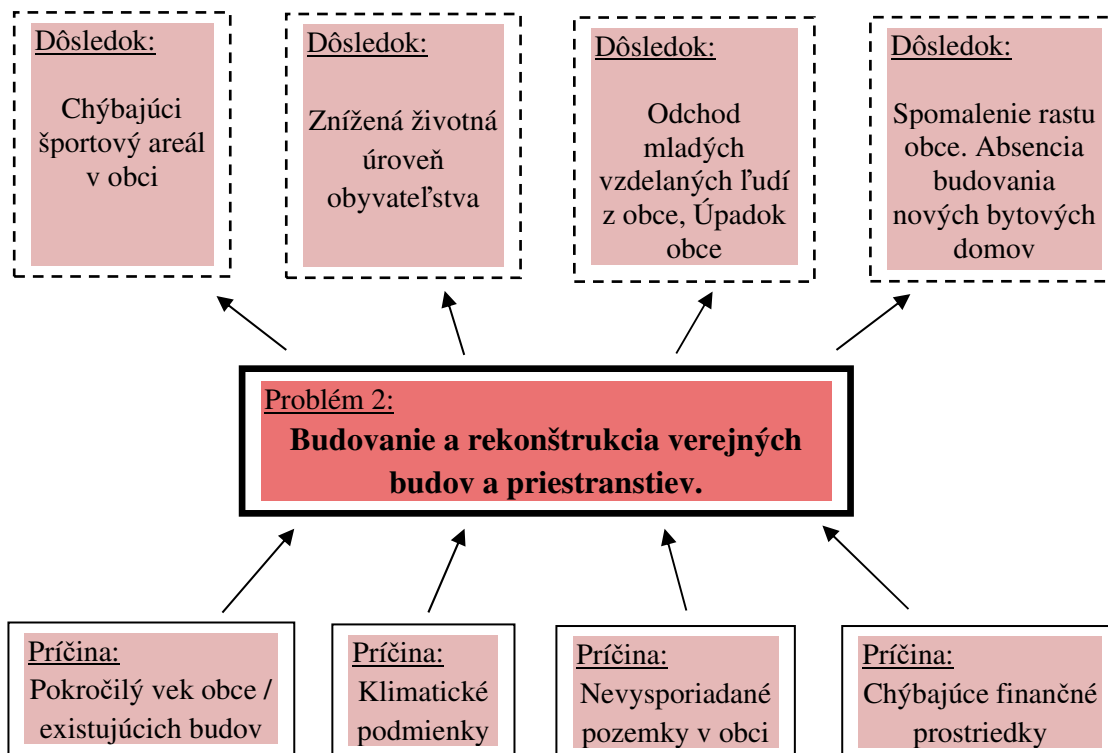 Dôsledok:
Chýbajúci
športový areál
v obci
Dôsledok:
Znížená životná
úroveň
obyvateľstva
Dôsledok:
Odchod
mladých
vzdelaných ľudí
z obce, Úpadok
obce
Dôsledok:
Spomalenie rastu
obce. Absencia
budovania
nových bytových
domov
Problém 2:
Budovanie a rekonštrukcia verejných
budov a priestranstiev.
Príčina:
Pokročilý vek obce /
existujúcich budov
Príčina:
Klimatické
podmienky
Príčina:
Nevysporiadané
pozemky v obci
Príčina:
Chýbajúce finančné
prostriedky